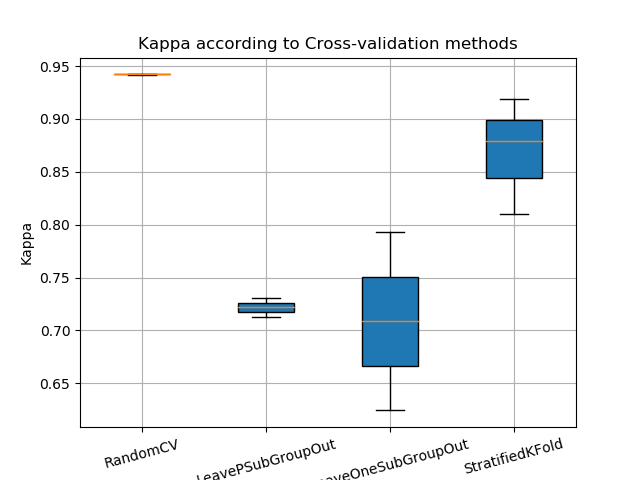 Kappa according to Cross-validation methods
0.95
0.90
0.85
0.80
0.75
0.70
0.65
Kappa
RandomCV
LeavePSubGroupOut
aveOneSubGroupOut
StratifiedKFold